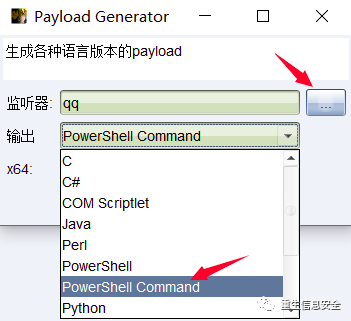 Payload Generator
生成各种语言版本的payload
监听器: qq ...
输出 PowerShell Command
x64:
C
C#
COM Scriptlet
Java
Perl
PowerShell
PowerShell Command
Python
重生信息安全